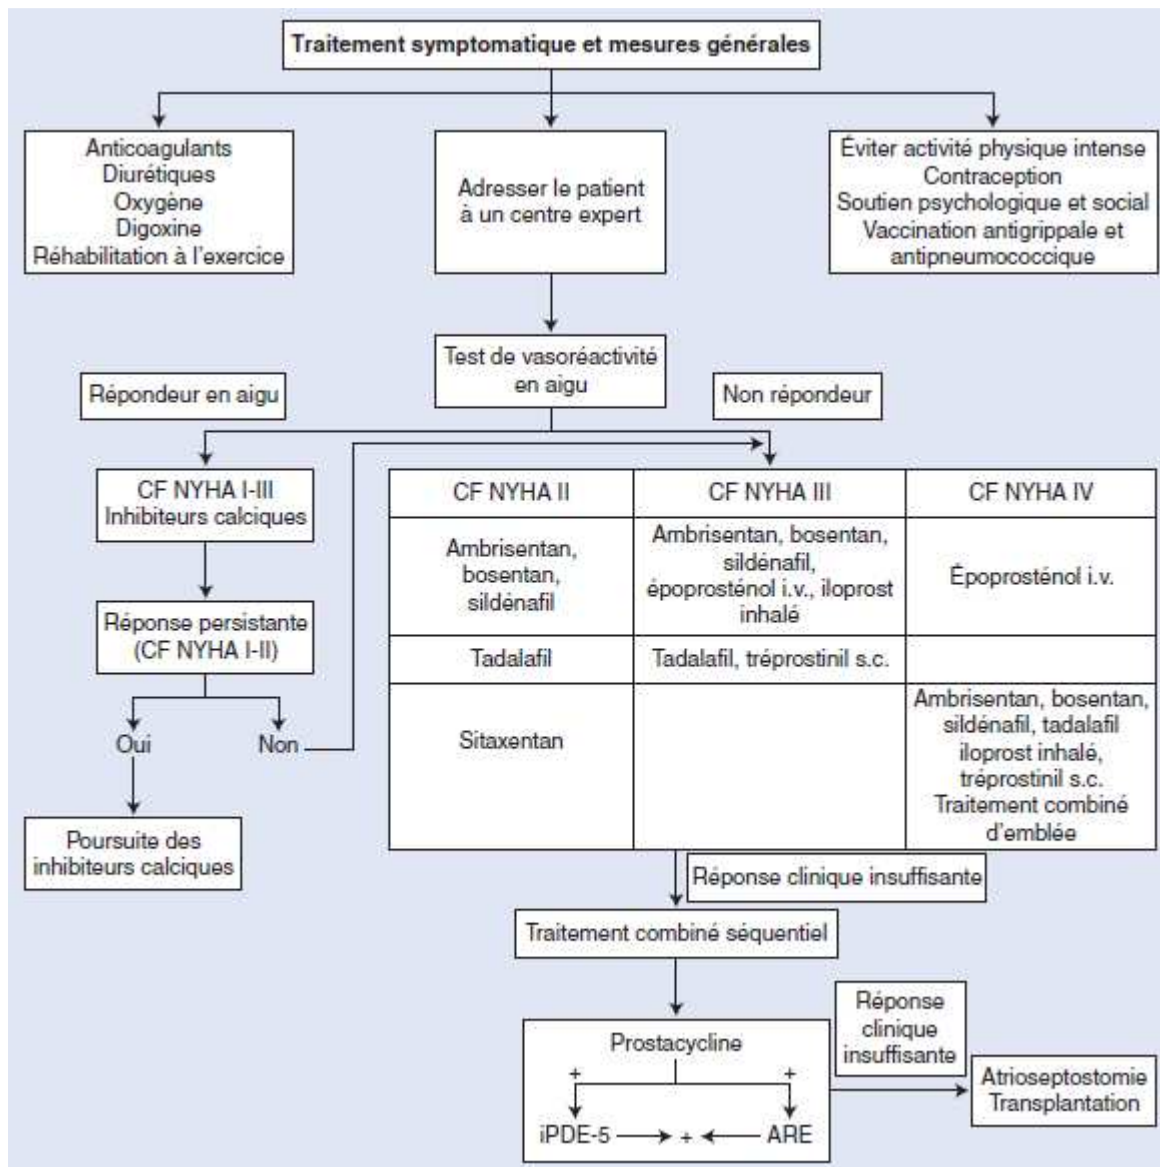 Traitement symptomatique et mesures générales
Anticoagulants
Diurétiques
Oxygène
Digoxine
Réhabilitation à l'exercice
Adresser le patient
à un centre expert
Éviter activité physique intense
Contraception
Soutien psychologique et social
Vaccination antigrippale et
antipneumococcique
Test de vasoréactivité
en aigu
Répondeur en aigu
Non répondeur
CF NYHA I-III
Inhibiteurs calciques
Réponse persistante
(CF NYHA I-II)
Oui
Non
Poursuite des
inhibiteurs calciques
CF NYHA II
CF NYHA III
CF NYHA IV
Ambrisentan,
bosentan,
sildénafil
Ambrisentan, bosentan,
sildénafil,
époprosténol i.v., iloprost
inhalé
Époprosténol i.v.
Tadalafil
Tadalafil, tréprostinil s.c.
Sitaxentan
Ambrisentan, bosentan,
sildénafil, tadalafil
iloprost inhalé,
tréprostinil s.c.
Traitement combiné
d'emblée
Réponse clinique insuffisante
Traitement combiné séquentiel
Prostacycline
+ +
iPDE-5 + ARE
Réponse
clinique
insuffisante
Atrioseptostomie
Transplantation